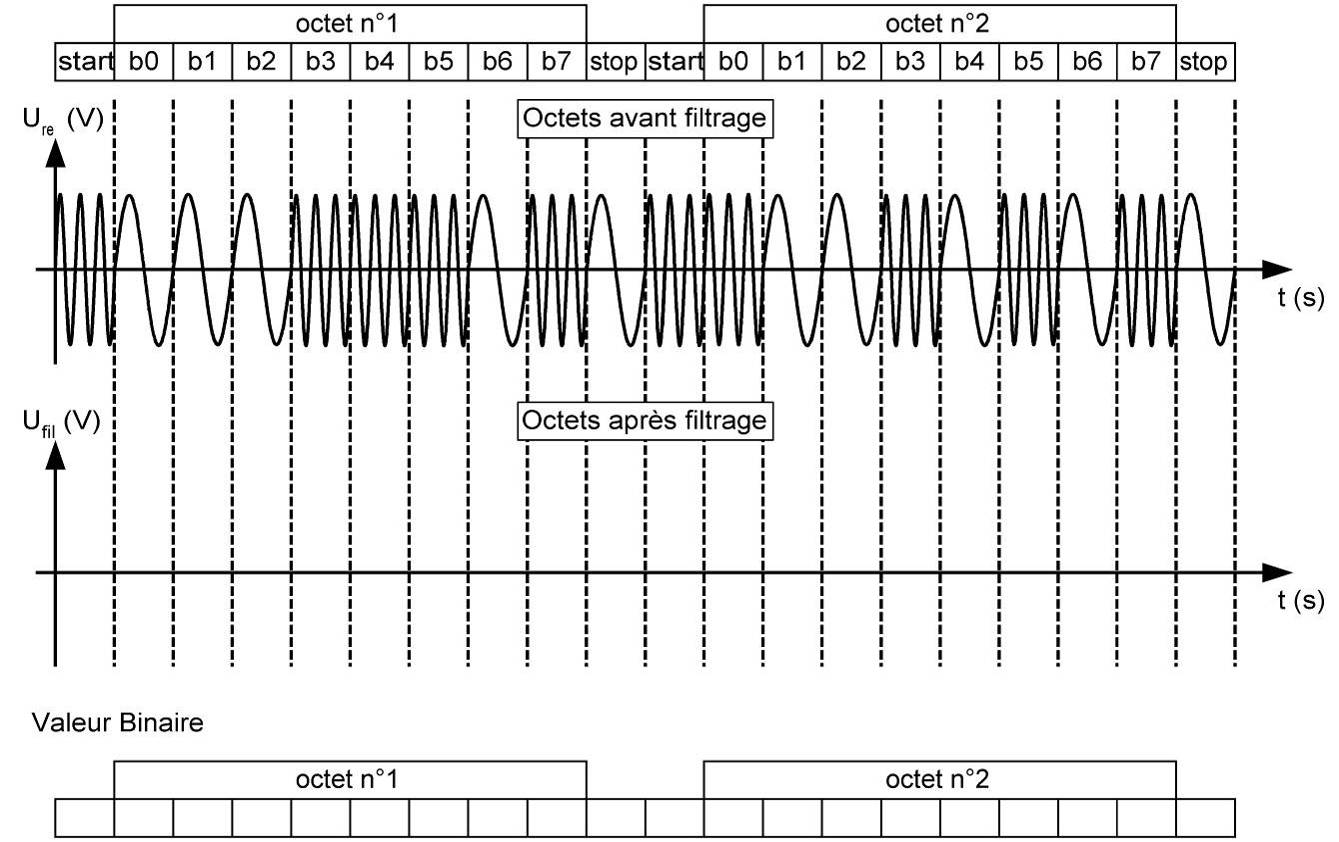 octet n°1 octet n°2
start b0 b1 b2 b3 b4 b5 b6 b7 stop start b0 b1 b2 b3 b4 b5 b6 b7 stop
Ure (V) Octets avant filtrage
t (s)
Ufil (V) Octets après filtrage
t (s)
Valeur Binaire
octet n°1 octet n°2